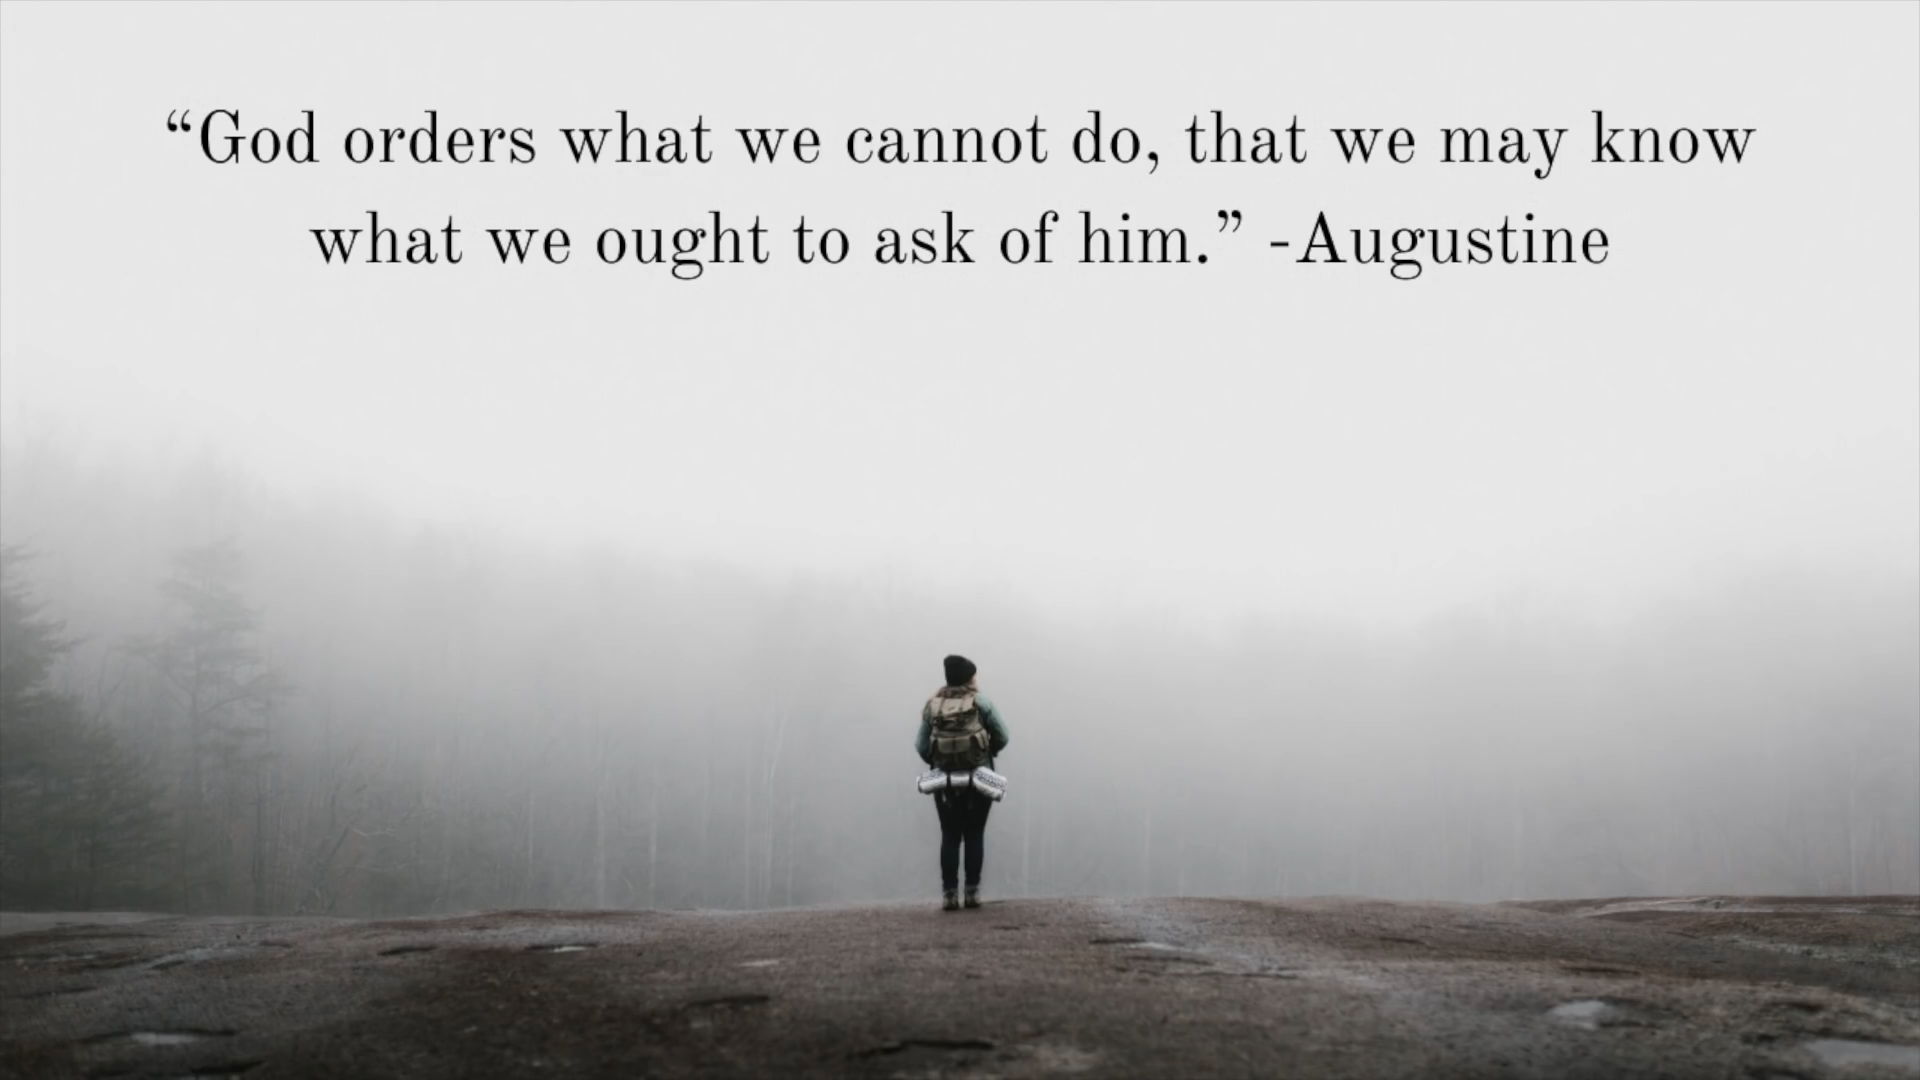 “God orders what we cannot do, that we may know
what we ought to ask of him.” -Augustine